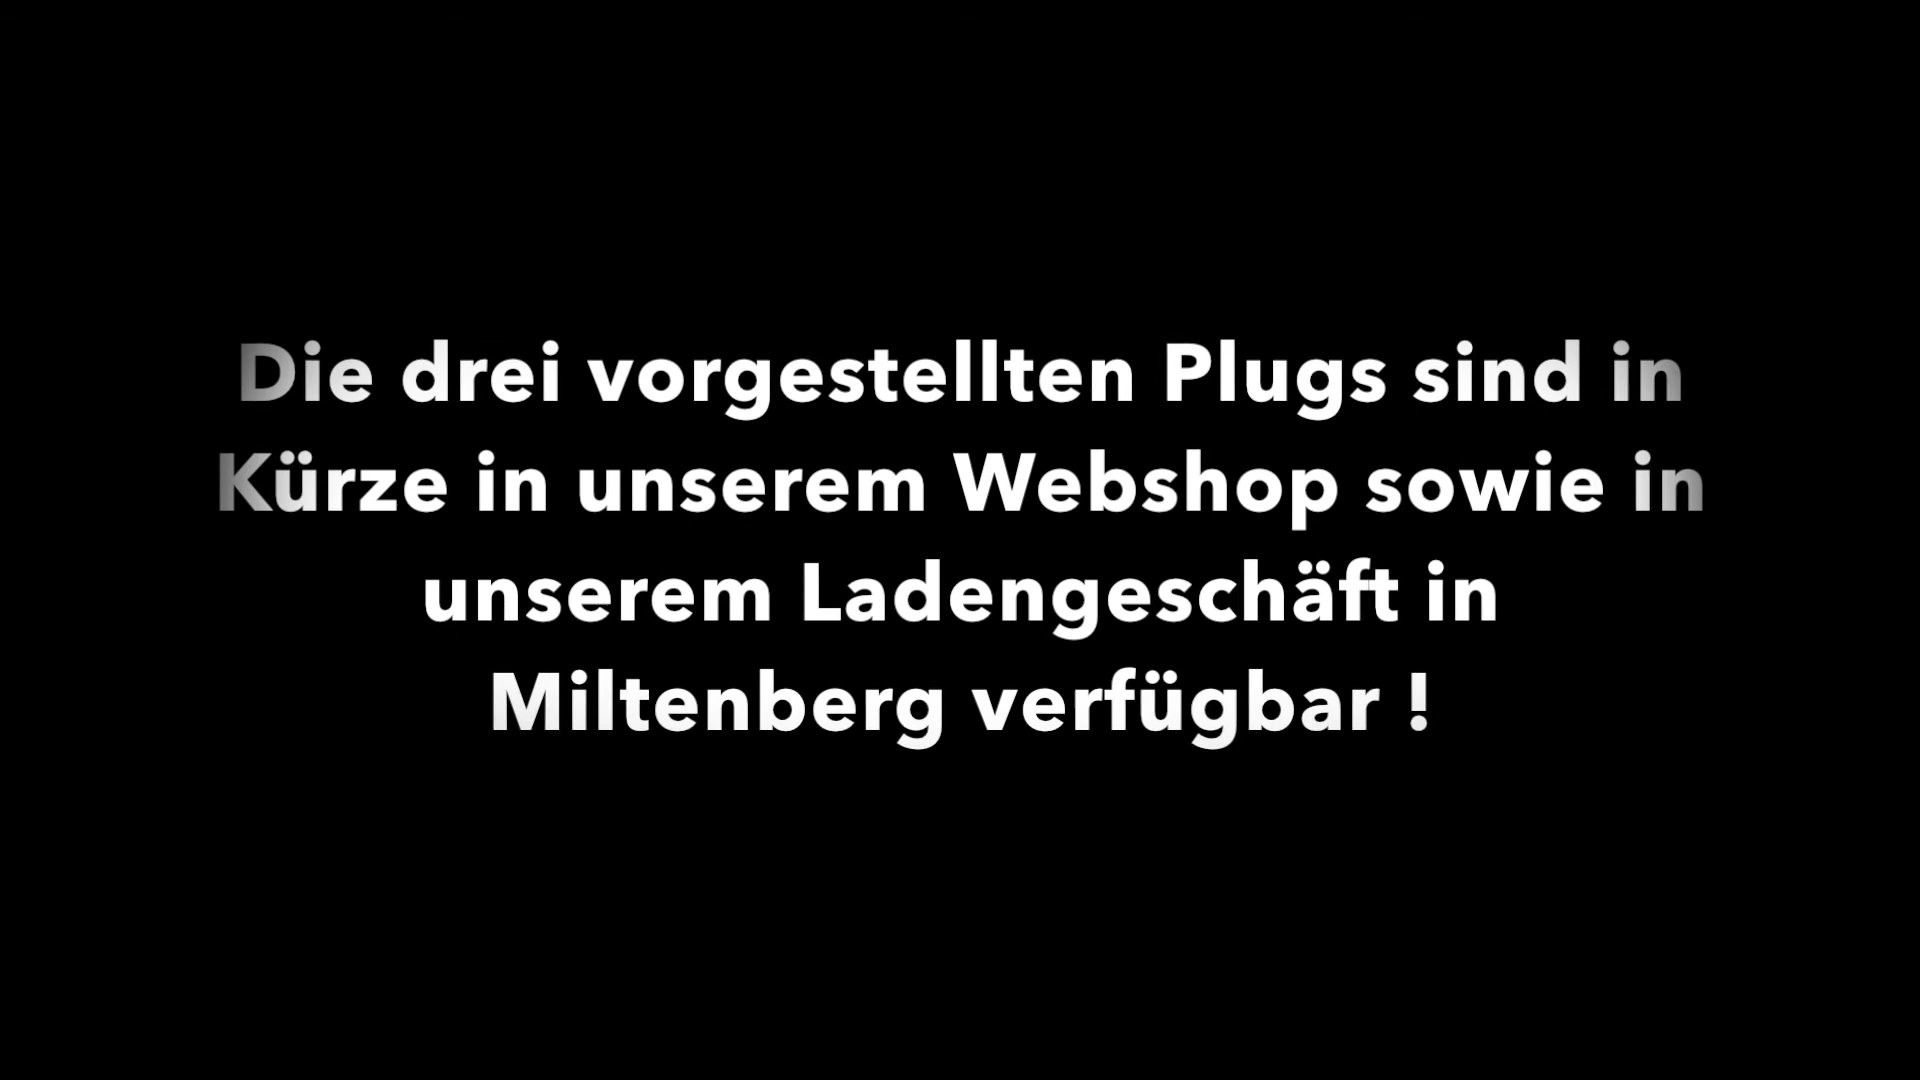 Die drei vorgestellten Plugs sind in
Kürze in unserem Webshop sowie in
unserem Ladengeschäft in
Miltenberg verfügbar !